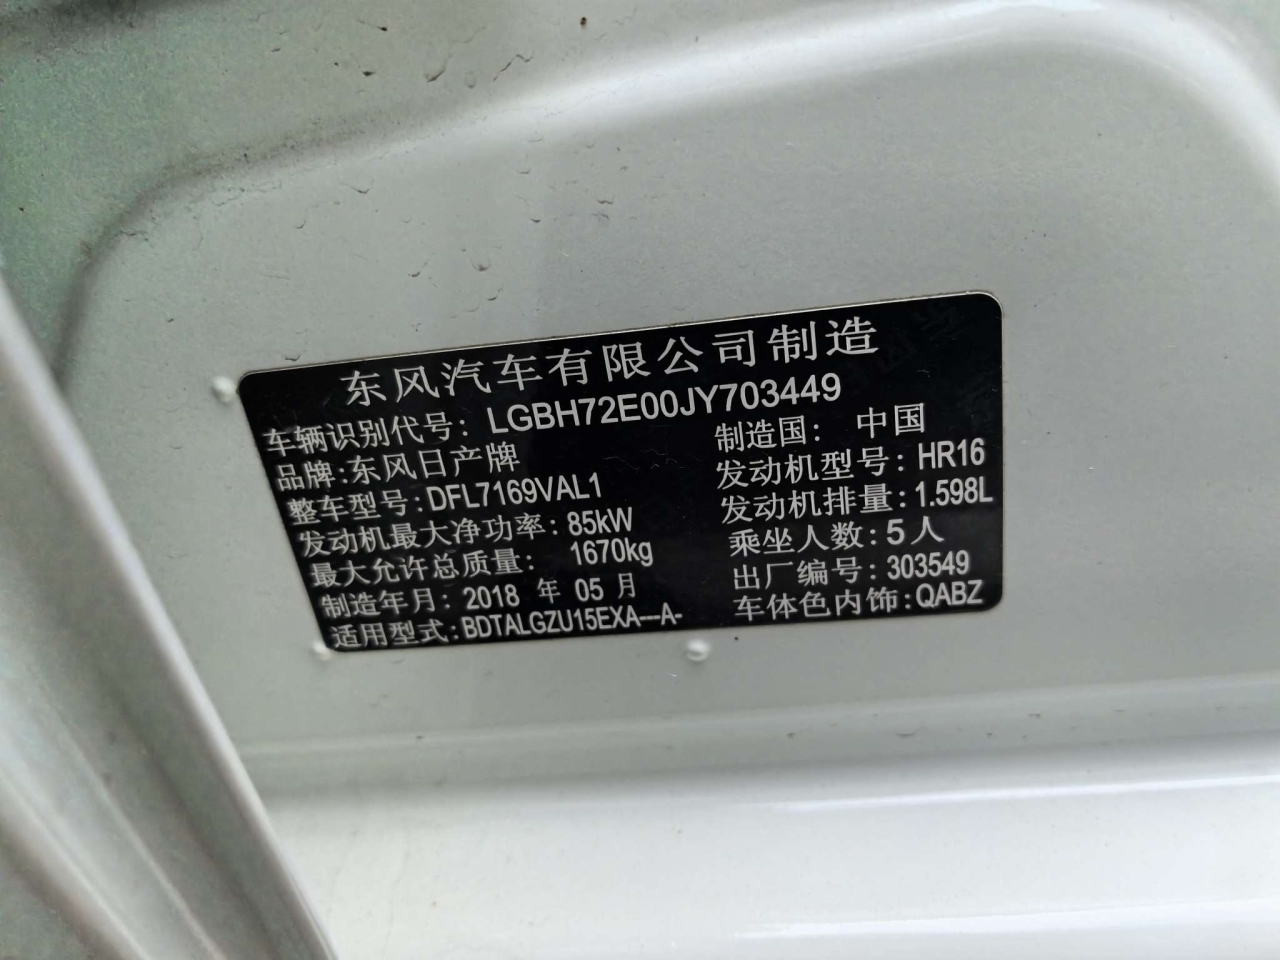 东风汽车有限公司制造
车辆识别代号: LGBH72E00JY703449
品牌:东风日产牌 制造国: 中国
整车型号:DFL7169VAL1 发动机型号: HR16
发动机最大净功率: 85kW 发动机排量: 1.598L
最大允许总质量: 1670kg 乘坐人数: 5人
制造年月: 2018 年 05 月 出厂编号: 303549
适用型式:BDTALGZU15EXA---A- 车体色内饰:QABZ